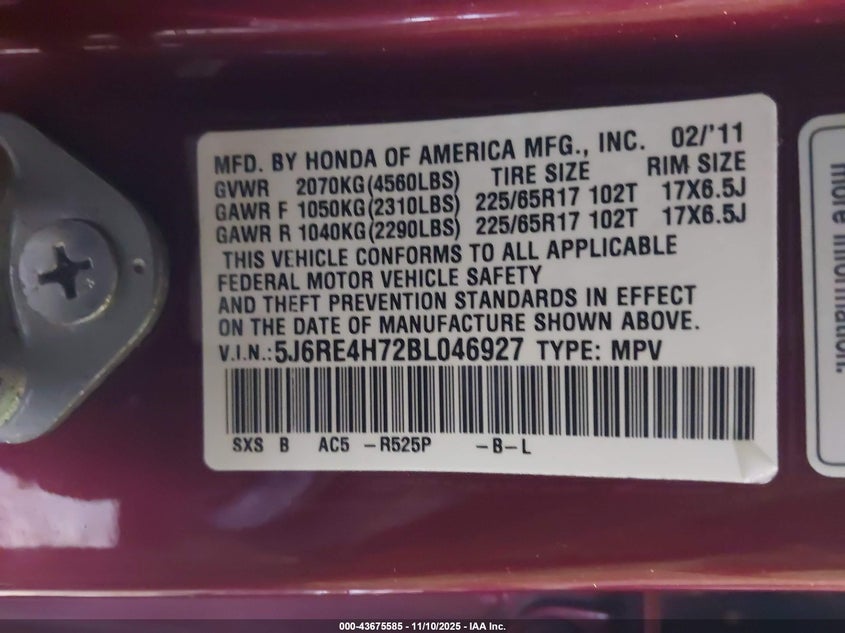 MFD. BY HONDA OF AMERICA MFG., INC. 02/'11
GVWR 2070KG(4560LBS) TIRE SIZE RIM SIZE
GAWR F 1050KG(2310LBS) 225/65R17 102T 17X6.5J
GAWR R 1040KG(2290LBS) 225/65R17 102T 17X6.5J
THIS VEHICLE CONFORMS TO ALL APPLICABLE
FEDERAL MOTOR VEHICLE SAFETY
AND THEFT PREVENTION STANDARDS IN EFFECT
ON THE DATE OF MANUFACTURE SHOWN ABOVE.
V.I.N.:5J6RE4H72BL046927 TYPE: MPV
SXS B AC5 -R525P -B-L
more information.
000-43675585 - 11/10/2025 - IAA Inc.